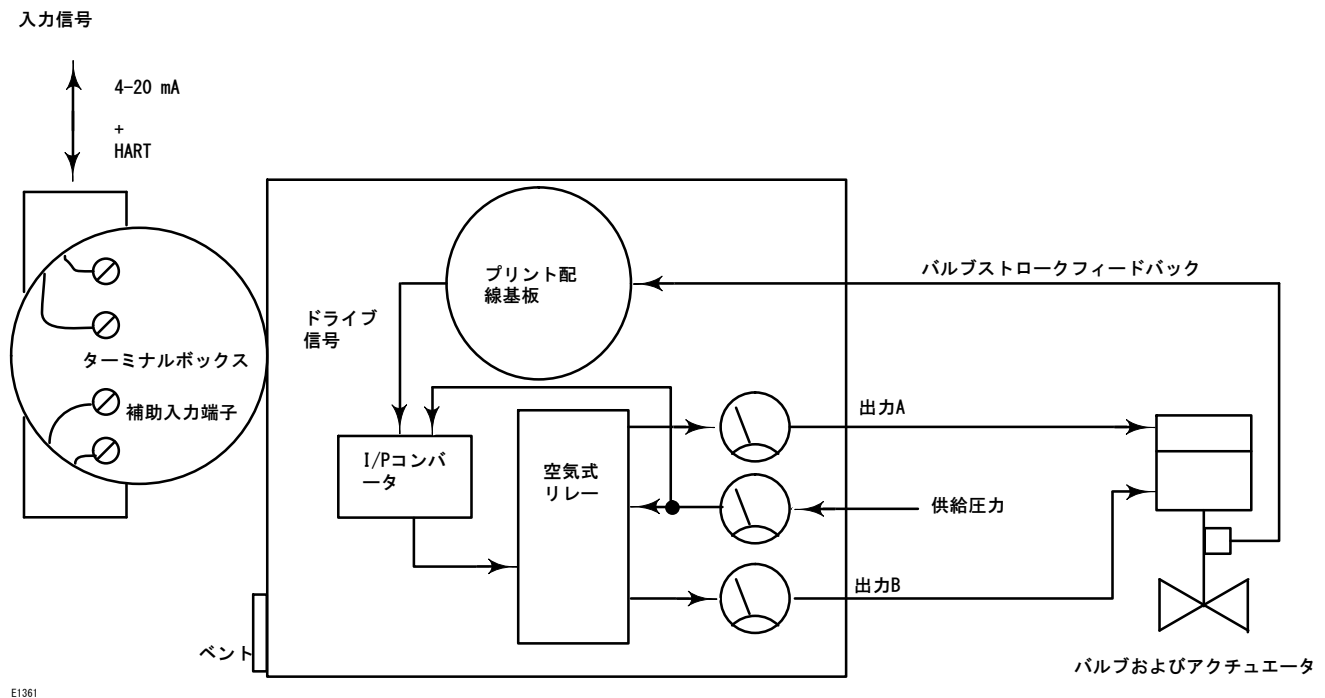 入力信号
4-20 mA
+
HART
プリント配
線基板
バルブストロークフィードバック
ドライブ
信号
ターミナルボックス
補助入力端子
出力A
I/Pコンバ
ータ
空気式
リレー
供給圧力
出力B
ベント
バルブおよびアクチュエータ
E1361